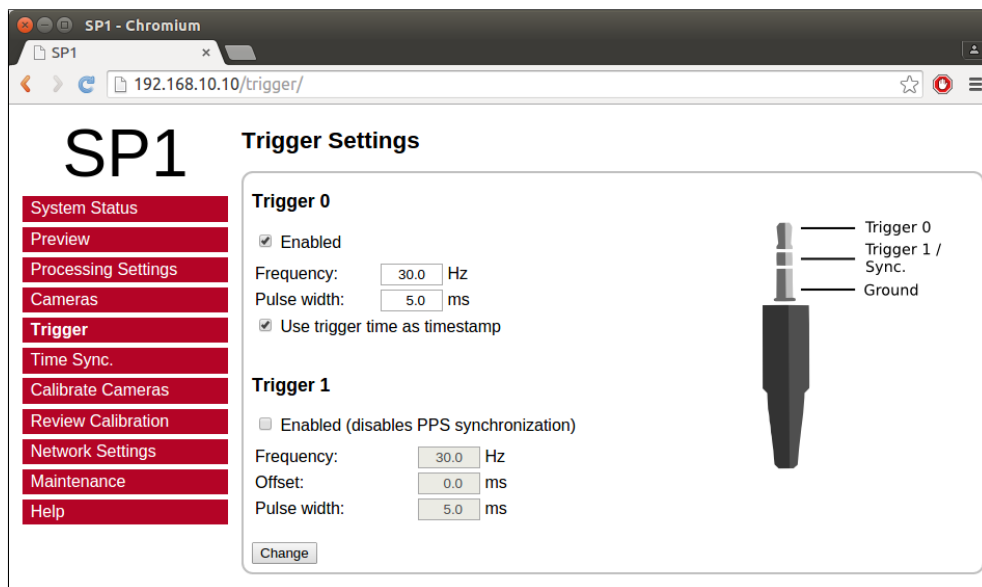 SP1 - Chromium
SP1 ×
192.168.10.10/trigger/
SP1
System Status
Preview
Processing Settings
Cameras
Trigger
Time Sync.
Calibrate Cameras
Review Calibration
Network Settings
Maintenance
Help
Trigger Settings
Trigger 0
Enabled
Frequency: 30.0 Hz
Pulse width: 5.0 ms
Use trigger time as timestamp
Trigger 1
Enabled (disables PPS synchronization)
Frequency: 30.0 Hz
Offset: 0.0 ms
Pulse width: 5.0 ms
Change
Trigger 0
Trigger 1 /
Sync.
Ground